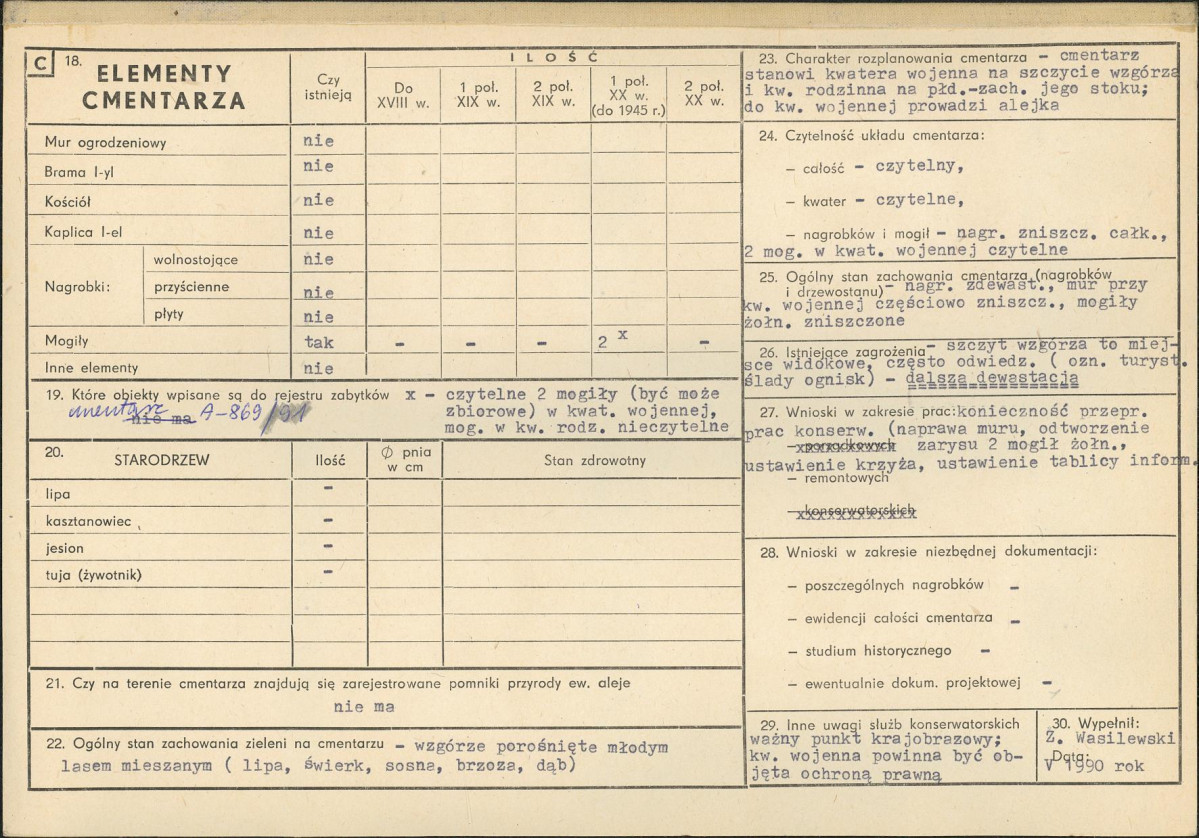 C 18. ELEMENTY CMENTARZA
Czy istnieją
ILOŚĆ
Do XVIII w.
1 poł. XIX w.
2 poł. XIX w.
1 poł. XX w. (do 1945 r.)
2 poł. XX w.
Mur ogrodzeniowy nie
Brama I-yl nie
Kościół nie
Kaplica I-el nie
Nagrobki:
wolnostojące nie
przyścienne nie
płyty nie
Mogiły tak - - - 2 x -
Inne elementy nie
19. Które obiekty wpisane są do rejestru zabytków x - czytelne 2 mogiły (być może
cmentarz nie ma A-869/91 zbiorowe) w kwat. wojennej,
mog. w kw. rodz. nieczytelne
20. STARODRZEW
Ilość
Ø pnia w cm
Stan zdrowotny
lipa -
kasztanowiec -
jesion -
tuja (żywotnik) -
21. Czy na terenie cmentarza znajdują się zarejestrowane pomniki przyrody ew. aleje
nie ma
22. Ogólny stan zachowania zieleni na cmentarzu - wzgórze porośnięte młodym
lasem mieszanym ( lipa, świerk, sosna, brzoza, dąb)
23. Charakter rozplanowania cmentarza - cmentarz
stanowi kwatera wojenna na szczycie wzgórza
i kw. rodzinna na płd.-zach. jego stoku;
do kw. wojennej prowadzi alejka
24. Czytelność układu cmentarza:
— całość - czytelny,
— kwater - czytelne,
— nagrobków i mogił - nagr. zniszcz. całk.,
2 mog. w kwat. wojennej czytelne
25. Ogólny stan zachowania cmentarza (nagrobków
i drzewostanu) - nagr. zdewast., mur przy
kw. wojennej częściowo zniszcz., mogiły
żołn. zniszczone
26. Istniejące zagrożenia - szczyt wzgórza to miej-
sce widokowe, często odwiedz. ( ozn. turyst.
ślady ognisk) - dalsza dewastacja
27. Wnioski w zakresie prac: konieczność przepr.
prac konserw. (naprawa muru, odtworzenie
— porządkowych zarysu 2 mogił żołn.,
ustawienie krzyża, ustawienie tablicy inform.
— remontowych
— konserwatorskich
28. Wnioski w zakresie niezbędnej dokumentacji:
— poszczególnych nagrobków -
— ewidencji całości cmentarza -
— studium historycznego -
— ewentualnie dokum. projektowej -
29. Inne uwagi służb konserwatorskich
ważny punkt krajobrazowy;
kw. wojenna powinna być ob-
jęta ochroną prawną
30. Wypełnił:
Z. Wasilewski
Data:
V 1990 rok